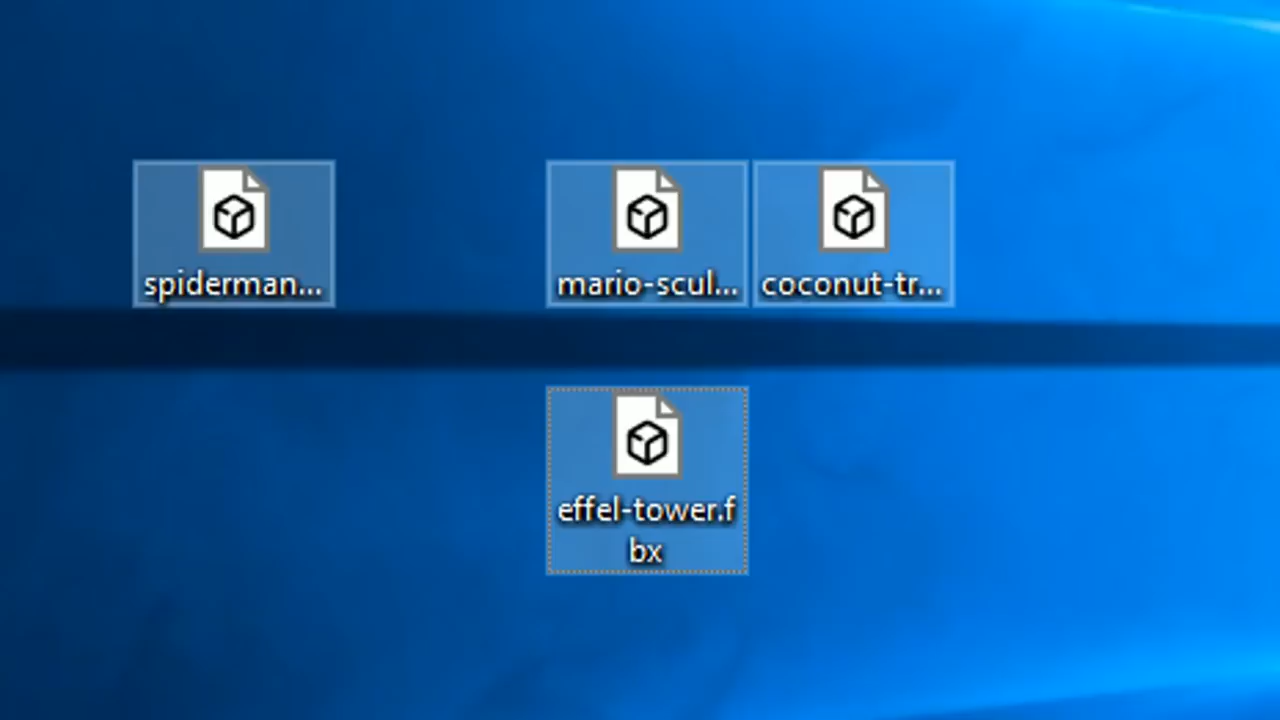 spiderman...
mario-scul...
coconut-tr...
effel-tower.f
bx